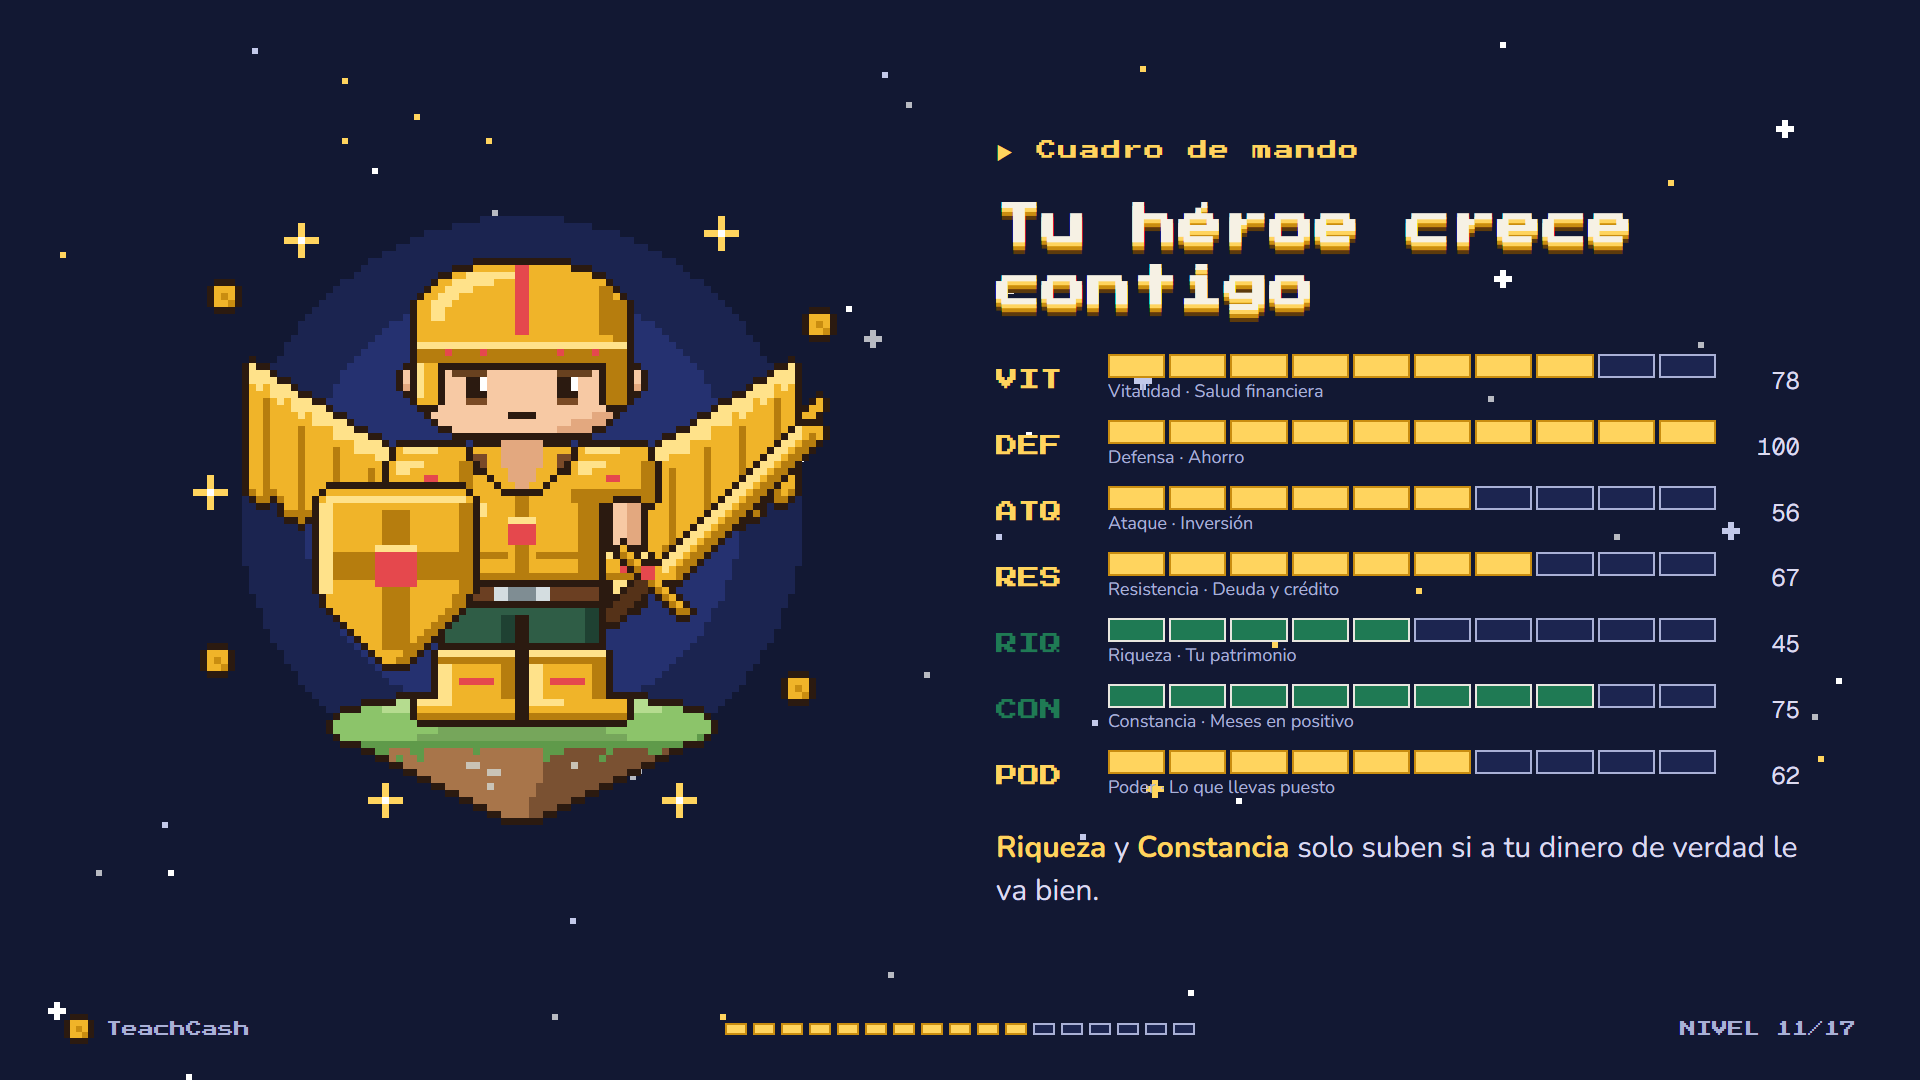 ▶ Cuadro de mando
Tu héroe crece
contigo
VIT
Vitalidad · Salud financiera
78
DEF
Defensa · Ahorro
100
ATQ
Ataque · Inversión
56
RES
Resistencia · Deuda y crédito
67
RIQ
Riqueza · Tu patrimonio
45
CON
Constancia · Meses en positivo
75
POD
Poder · Lo que llevas puesto
62
Riqueza y Constancia solo suben si a tu dinero de verdad le
va bien.
TeachCash
NIVEL 11/17